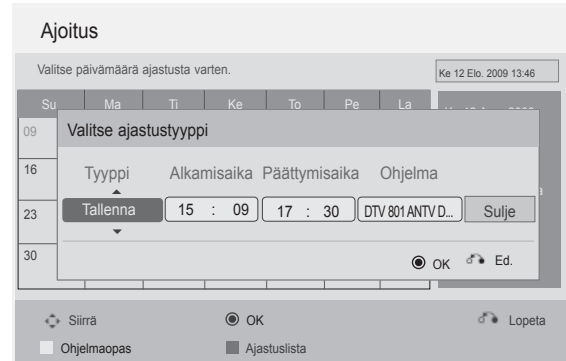 Ajoitus
Valitse päivämäärä ajastusta varten.
Ke 12 Elo. 2009 13:46
Su Ma Ti Ke To Pe La
09
Valitse ajastustyyppi
16
Tyyppi Alkamisaika Päättymisaika Ohjelma
23
Tallenna 15 : 09 17 : 30 DTV 801 ANTV D... Sulje
30
OK Ed.
Siirrä OK Lopeta
Ohjelmaopas Ajastuslista